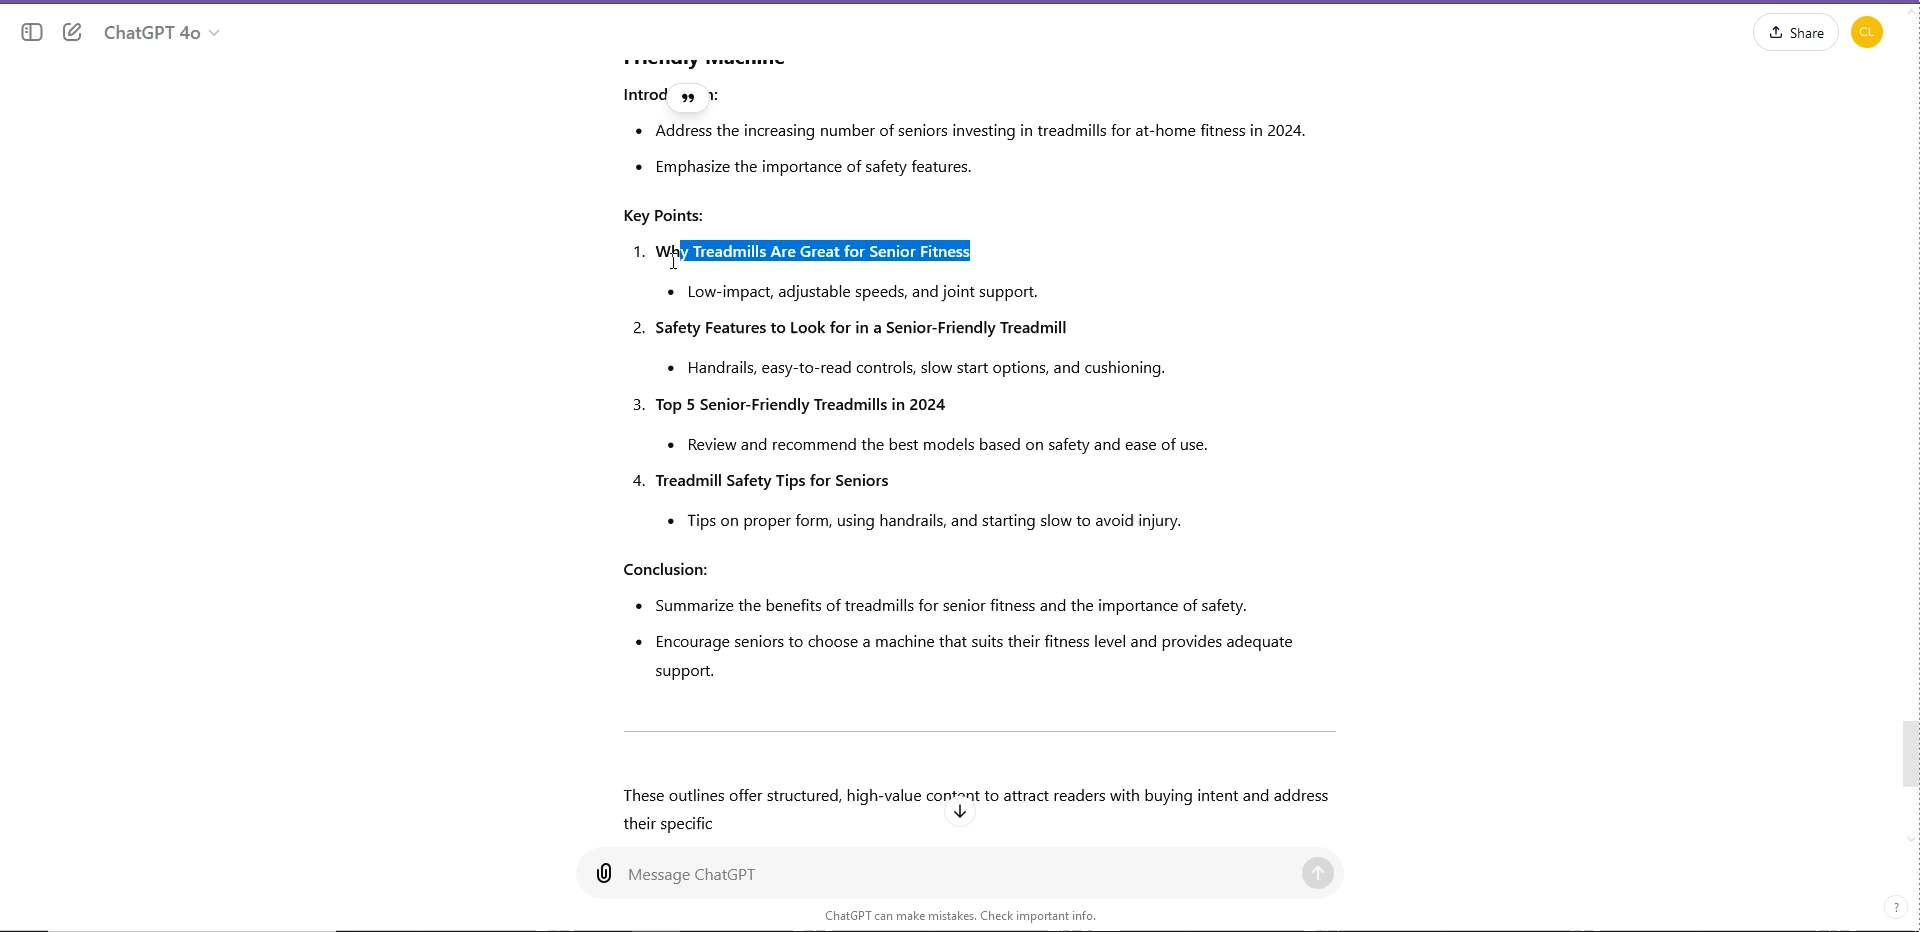 ChatGPT 4o
Share
CL
Friendly Machine
Introd
n:
Address the increasing number of seniors investing in treadmills for at-home fitness in 2024.
Emphasize the importance of safety features.
Key Points:
1. Why Treadmills Are Great for Senior Fitness
Low-impact, adjustable speeds, and joint support.
2. Safety Features to Look for in a Senior-Friendly Treadmill
Handrails, easy-to-read controls, slow start options, and cushioning.
3. Top 5 Senior-Friendly Treadmills in 2024
Review and recommend the best models based on safety and ease of use.
4. Treadmill Safety Tips for Seniors
Tips on proper form, using handrails, and starting slow to avoid injury.
Conclusion:
Summarize the benefits of treadmills for senior fitness and the importance of safety.
Encourage seniors to choose a machine that suits their fitness level and provides adequate
support.
These outlines offer structured, high-value content to attract readers with buying intent and address
their specific
Message ChatGPT
ChatGPT can make mistakes. Check important info.
?